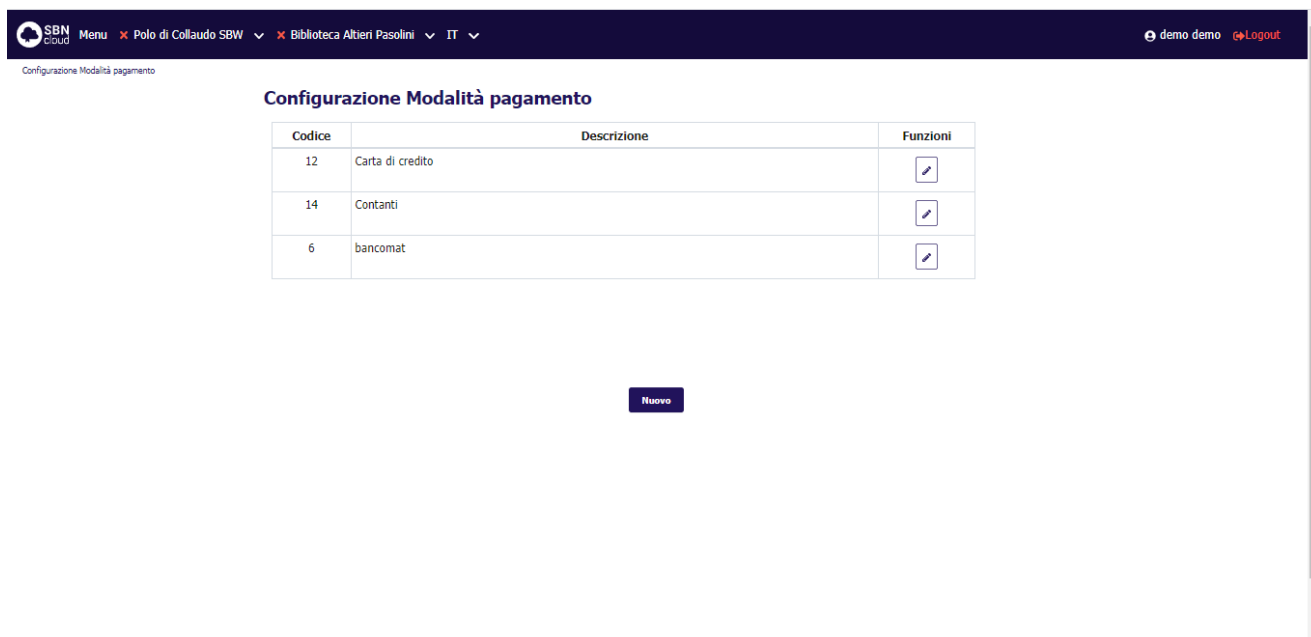 SBN cloud Menu × Polo di Collaudo SBW × Biblioteca Altieri Pasolini IT demo demo Logout
Configurazione Modalità pagamento
Configurazione Modalità pagamento
Codice Descrizione Funzioni
12 Carta di credito
14 Contanti
6 bancomat
Nuovo